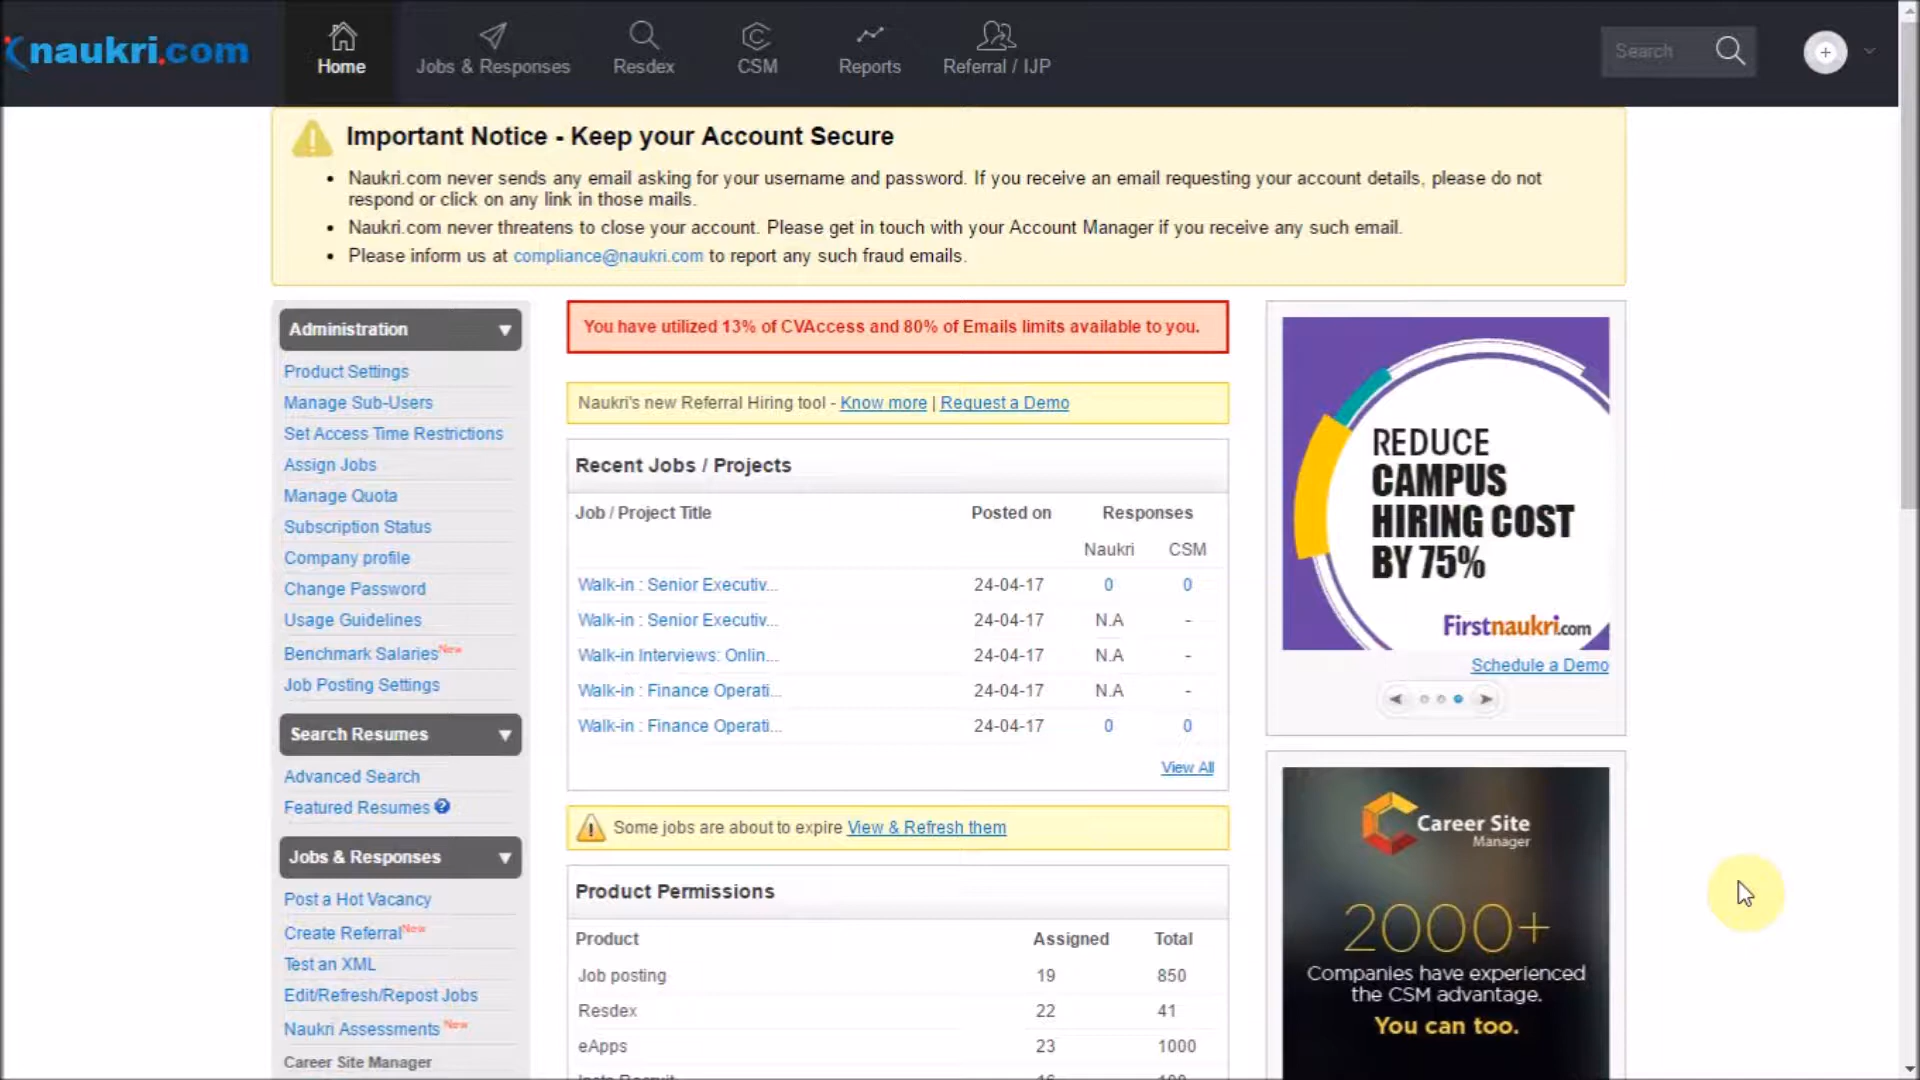 naukri.com
Home
Jobs & Responses
Resdex
CSM
Reports
Referral / IJP
Search
Important Notice - Keep your Account Secure
• Naukri.com never sends any email asking for your username and password. If you receive an email requesting your account details, please do not
respond or click on any link in those mails.
• Naukri.com never threatens to close your account. Please get in touch with your Account Manager if you receive any such email.
• Please inform us at compliance@naukri.com to report any such fraud emails.
Administration
Product Settings
Manage Sub-Users
Set Access Time Restrictions
Assign Jobs
Manage Quota
Subscription Status
Company profile
Change Password
Usage Guidelines
Benchmark Salaries New
Job Posting Settings
Search Resumes
Advanced Search
Featured Resumes ?
Jobs & Responses
Post a Hot Vacancy
Create Referral New
Test an XML
Edit/Refresh/Repost Jobs
Naukri Assessments New
Career Site Manager
You have utilized 13% of CVAccess and 80% of Emails limits available to you.
Naukri's new Referral Hiring tool - Know more | Request a Demo
Recent Jobs / Projects
Job / Project Title Posted on Responses
Naukri CSM
Walk-in : Senior Executiv... 24-04-17 0 0
Walk-in : Senior Executiv... 24-04-17 N.A -
Walk-in Interviews: Onlin... 24-04-17 N.A -
Walk-in : Finance Operati... 24-04-17 N.A -
Walk-in : Finance Operati... 24-04-17 0 0
View All
Some jobs are about to expire View & Refresh them
Product Permissions
Product Assigned Total
Job posting 19 850
Resdex 22 41
eApps 23 1000
REDUCE
CAMPUS
HIRING COST
BY 75%
Firstnaukri.com
Schedule a Demo
Career Site
Manager
2000+
Companies have experienced
the CSM advantage.
You can too.